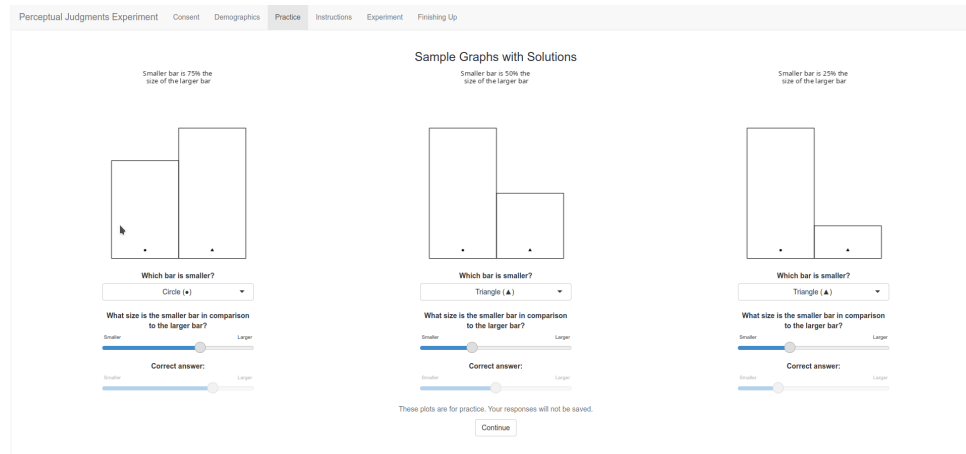 Perceptual Judgments Experiment Consent Demographics Practice Instructions Experiment Finishing Up
Sample Graphs with Solutions
Smaller bar is 75% the
size of the larger bar
Smaller bar is 50% the
size of the larger bar
Smaller bar is 25% the
size of the larger bar
Which bar is smaller?
Circle (●)
What size is the smaller bar in comparison
to the larger bar?
Smaller Larger
Correct answer:
Smaller Larger
Which bar is smaller?
Triangle (▲)
What size is the smaller bar in comparison
to the larger bar?
Smaller Larger
Correct answer:
Smaller Larger
Which bar is smaller?
Triangle (▲)
What size is the smaller bar in comparison
to the larger bar?
Smaller Larger
Correct answer:
Smaller Larger
These plots are for practice. Your responses will not be saved.
Continue